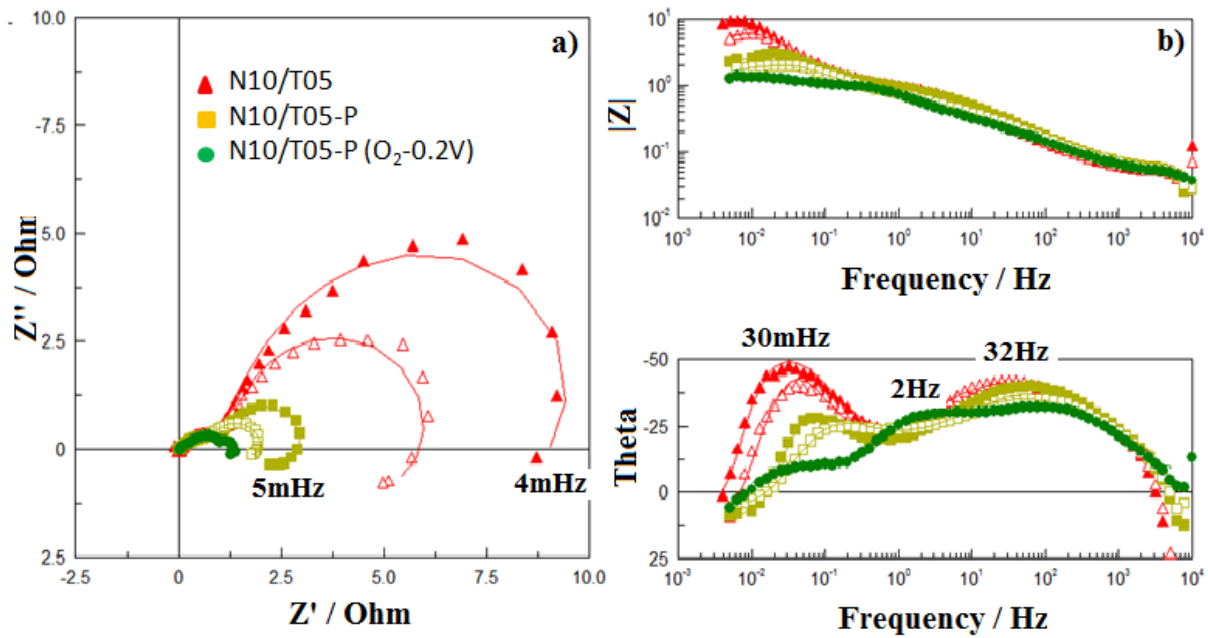 a)
10.0
-7.5
-5.0
2.5
0
2.5
Z'' / Ohm
N10/T05
N10/T05-P
N10/T05-P (O₂-0.2V)
5mHz
4mHz
-2.5 0 2.5 5.0 7.5 10.0
Z' / Ohm
b)
10¹
10⁰
10⁻¹
10⁻²
|Z|
10⁻³ 10⁻² 10⁻¹ 10⁰ 10¹ 10² 10³ 10⁴
Frequency / Hz
30mHz
2Hz
32Hz
-50
-25
0
25
Theta
10⁻³ 10⁻² 10⁻¹ 10⁰ 10¹ 10² 10³ 10⁴
Frequency / Hz